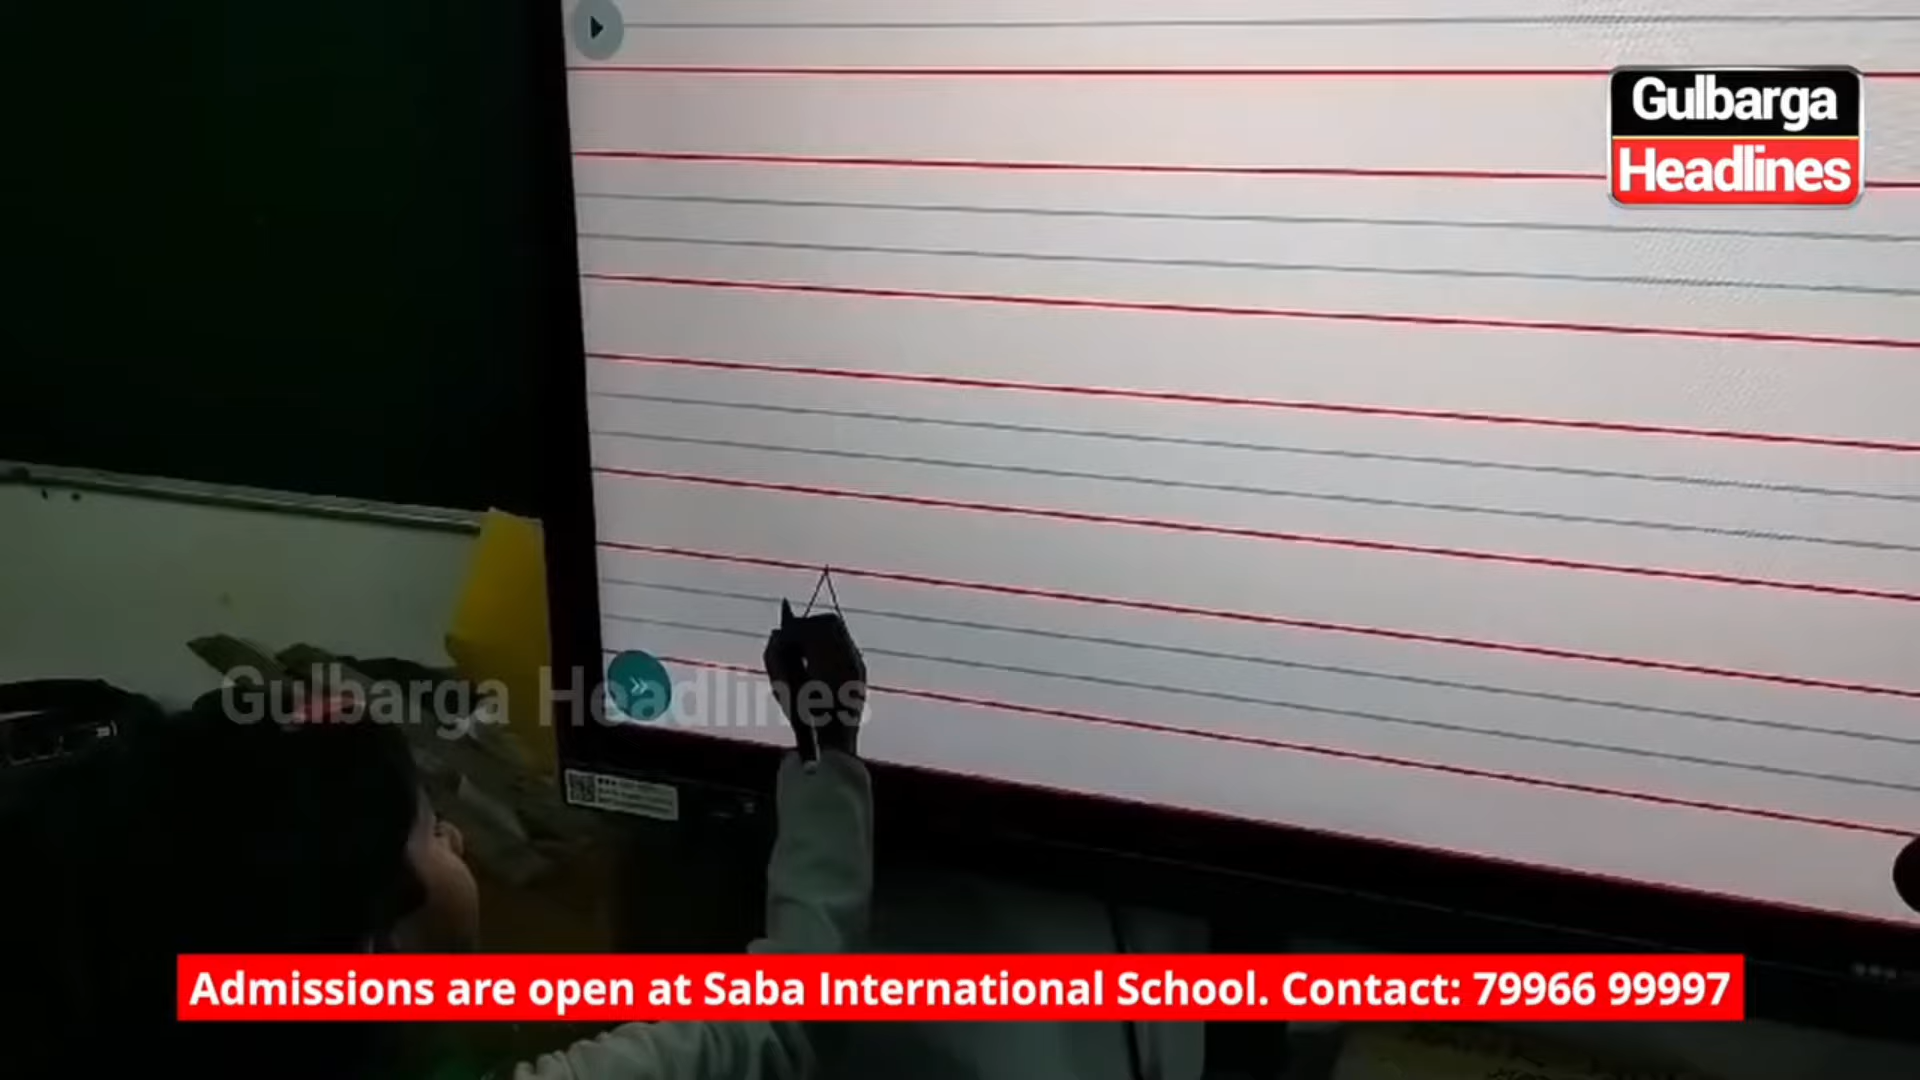 Gulbarga
Headlines
Gulbarga Headlines
Admissions are open at Saba International School. Contact: 79966 99997